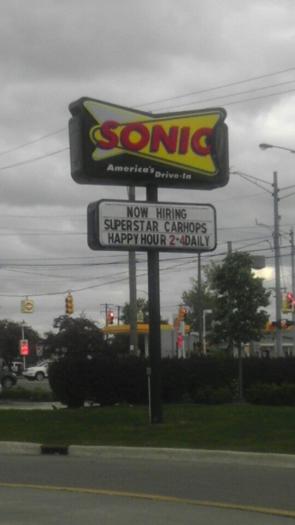 SONIC
America's Drive-In
NOW HIRING
SUPERSTAR CARHOPS
HAPPY HOUR 2-4 DAILY